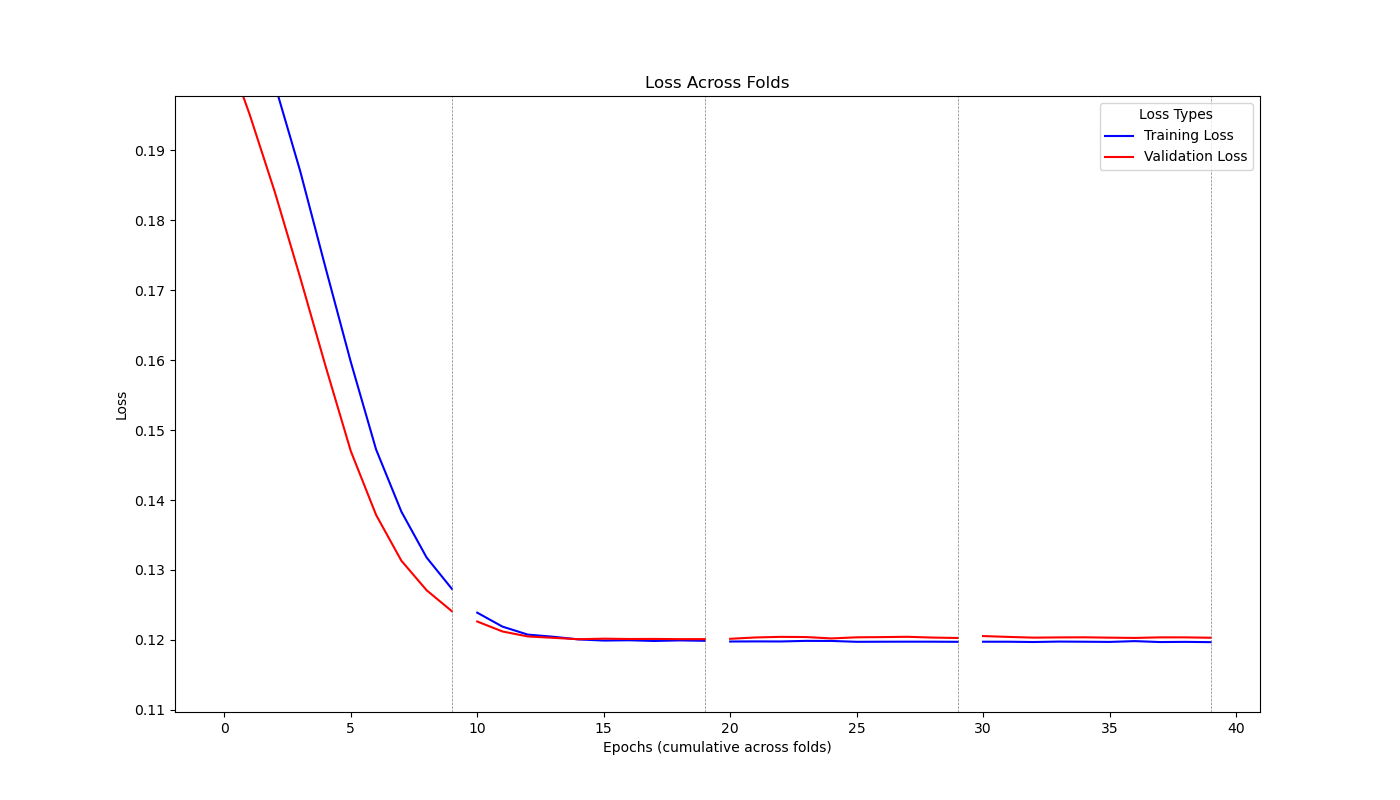 Loss Across Folds
Loss Types
Training Loss
Validation Loss
Loss
0.19
0.18
0.17
0.16
0.15
0.14
0.13
0.12
0.11
0 5 10 15 20 25 30 35 40
Epochs (cumulative across folds)